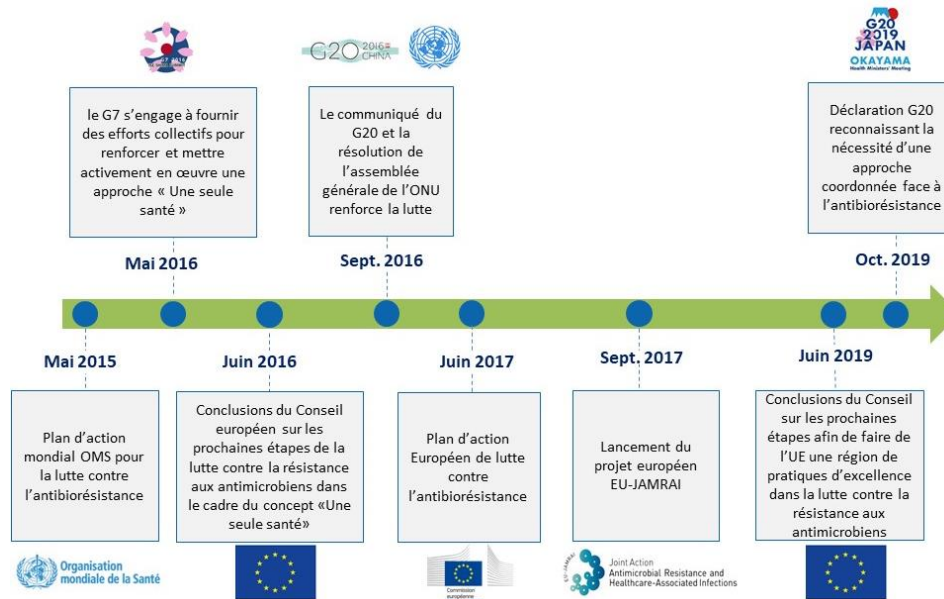 G20 2016 CHINA
G20
2019
JAPAN
OKAYAMA
Health Ministers' Meeting
le G7 s'engage à fournir
des efforts collectifs pour
renforcer et mettre
activement en œuvre une
approche « Une seule
santé »
Le communiqué du
G20 et la
résolution de
l'assemblée
générale de l'ONU
renforce la lutte
Déclaration G20
reconnaissant la
nécessité d'une
approche
coordonnée face à
l'antibiorésistance
Mai 2016
Sept. 2016
Oct. 2019
Mai 2015
Juin 2016
Juin 2017
Sept. 2017
Juin 2019
Plan d'action
mondial OMS pour
la lutte contre
l'antibiorésistance
Conclusions du Conseil
européen sur les
prochaines étapes de la
lutte contre la résistance
aux antimicrobiens dans
le cadre du concept «Une
seule santé»
Plan d'action
Européen de lutte
contre
l'antibiorésistance
Lancement du
projet européen
EU-JAMRAI
Conclusions du Conseil
sur les prochaines
étapes afin de faire de
l'UE une région de
pratiques d'excellence
dans la lutte contre la
résistance aux
antimicrobiens
Organisation
mondiale de la Santé
Commission
européenne
EU-JAMRAI
Joint Action
Antimicrobial Resistance and
Healthcare-Associated Infections